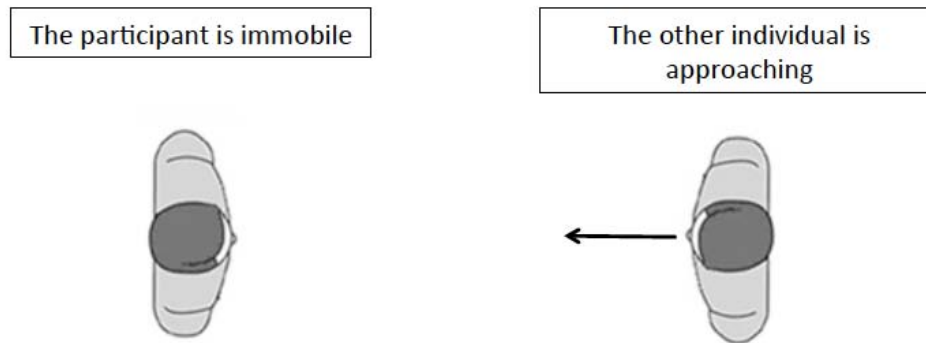 The participant is immobile
The other individual is
approaching